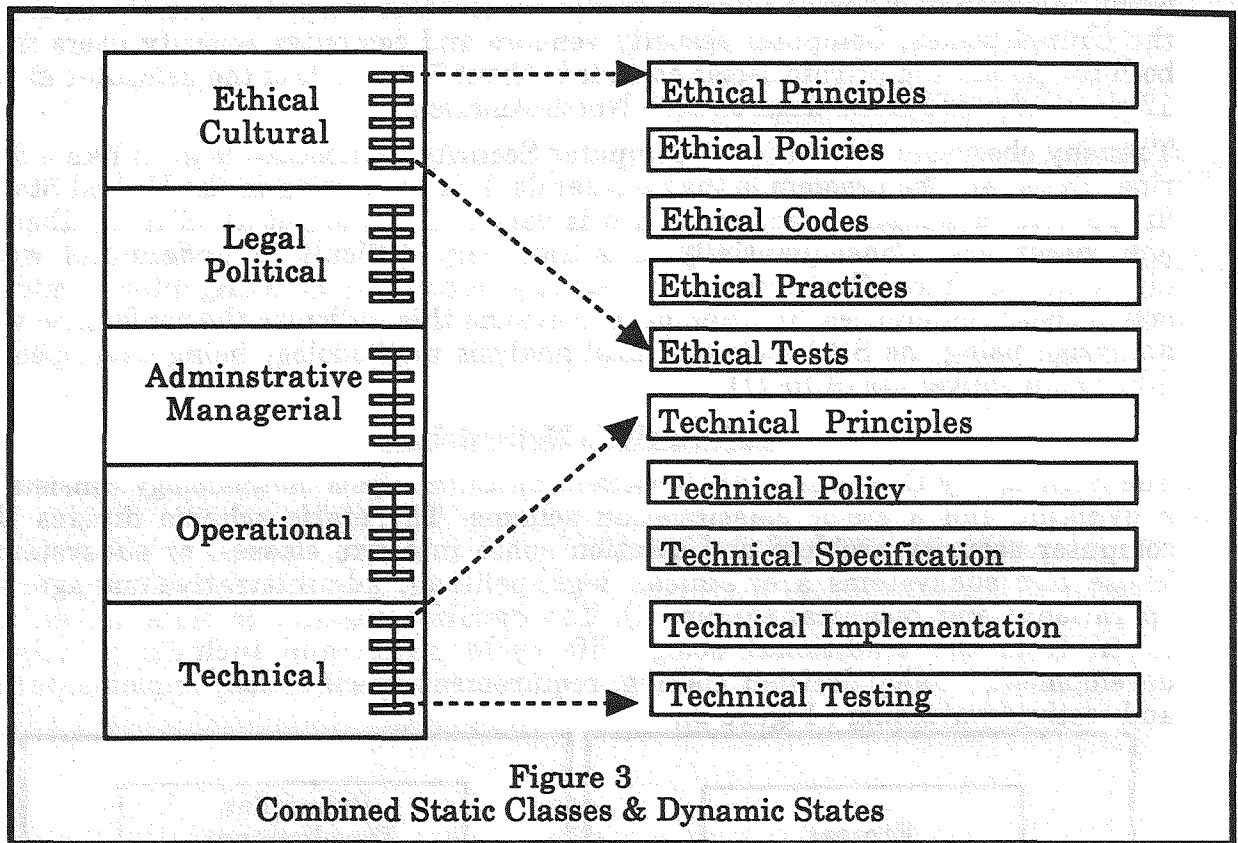 Ethical
Cultural
Legal
Political
Adminstrative
Managerial
Operational
Technical
Ethical Principles
Ethical Policies
Ethical Codes
Ethical Practices
Ethical Tests
Technical Principles
Technical Policy
Technical Specification
Technical Implementation
Technical Testing
Figure 3
Combined Static Classes & Dynamic States